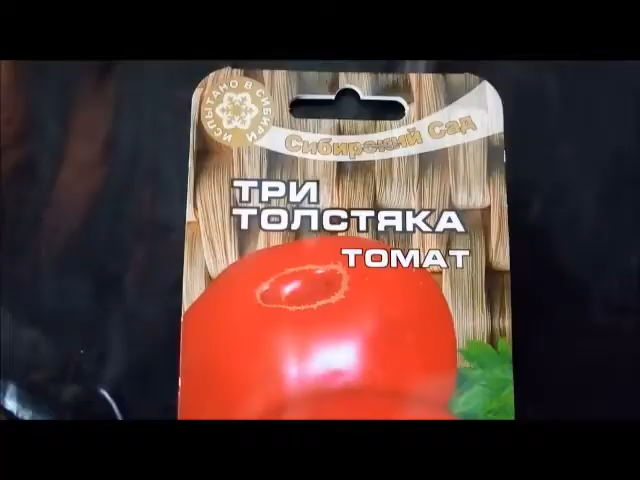 ИСПЫТАНО В СИБИРИ
Сибирский Сад
ТРИ
ТОЛСТЯКА
ТОМАТ